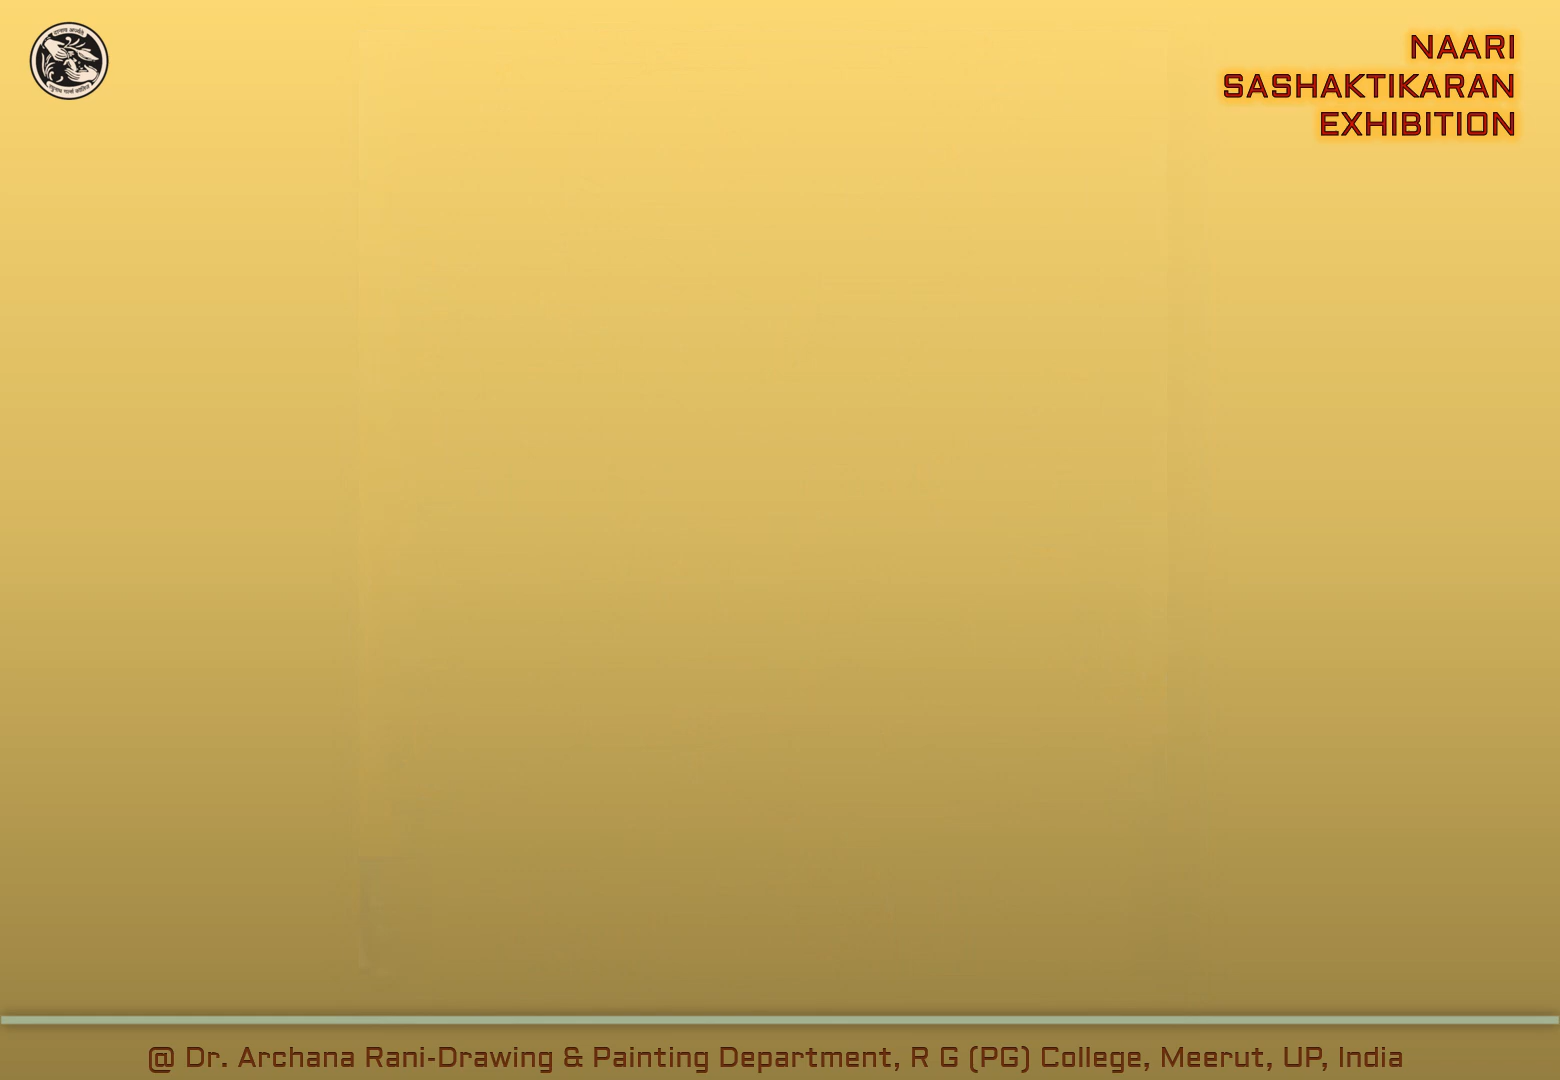 NAARI
SASHAKTIKARAN
EXHIBITION
@ Dr. Archana Rani-Drawing & Painting Department, R G (PG) College, Meerut, UP, India